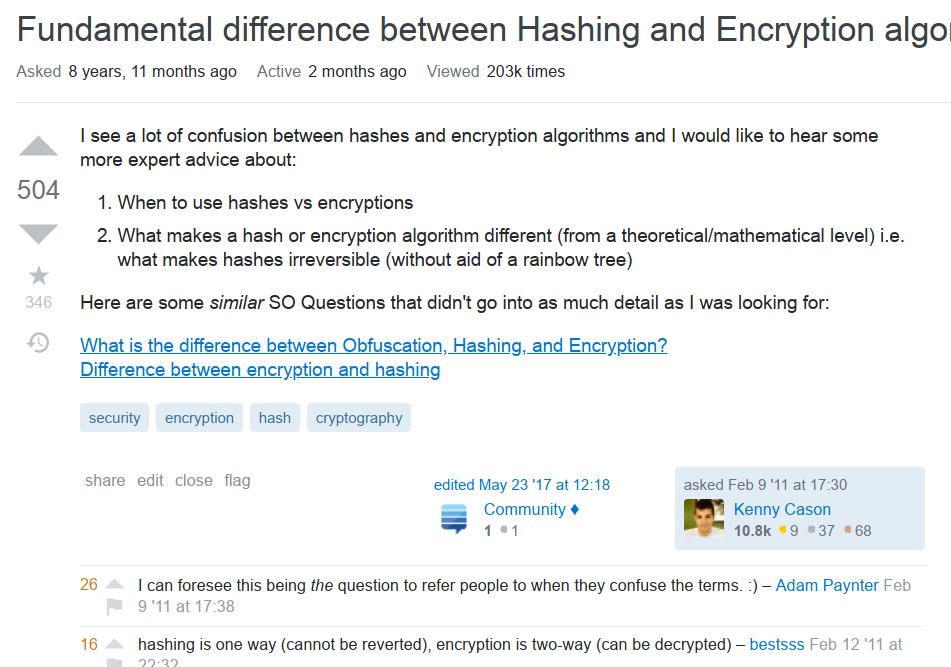 Fundamental difference between Hashing and Encryption algo
Asked 8 years, 11 months ago Active 2 months ago Viewed 203k times
I see a lot of confusion between hashes and encryption algorithms and I would like to hear some
more expert advice about:
504
1. When to use hashes vs encryptions
2. What makes a hash or encryption algorithm different (from a theoretical/mathematical level) i.e.
what makes hashes irreversible (without aid of a rainbow tree)
346
Here are some similar SO Questions that didn't go into as much detail as I was looking for:
What is the difference between Obfuscation, Hashing, and Encryption?
Difference between encryption and hashing
security encryption hash cryptography
share edit close flag
edited May 23 '17 at 12:18
Community ♦
1 1
asked Feb 9 '11 at 17:30
Kenny Cason
10.8k 9 37 68
26 I can foresee this being the question to refer people to when they confuse the terms. :) – Adam Paynter Feb
9 '11 at 17:38
16 hashing is one way (cannot be reverted), encryption is two-way (can be decrypted) – bestsss Feb 12 '11 at
22:32